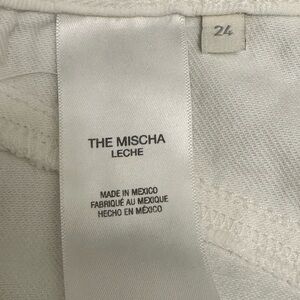 24
THE MISCHA
LECHE
MADE IN MEXICO
FABRIQUÉ AU MEXIQUE
HECHO EN MÉXICO